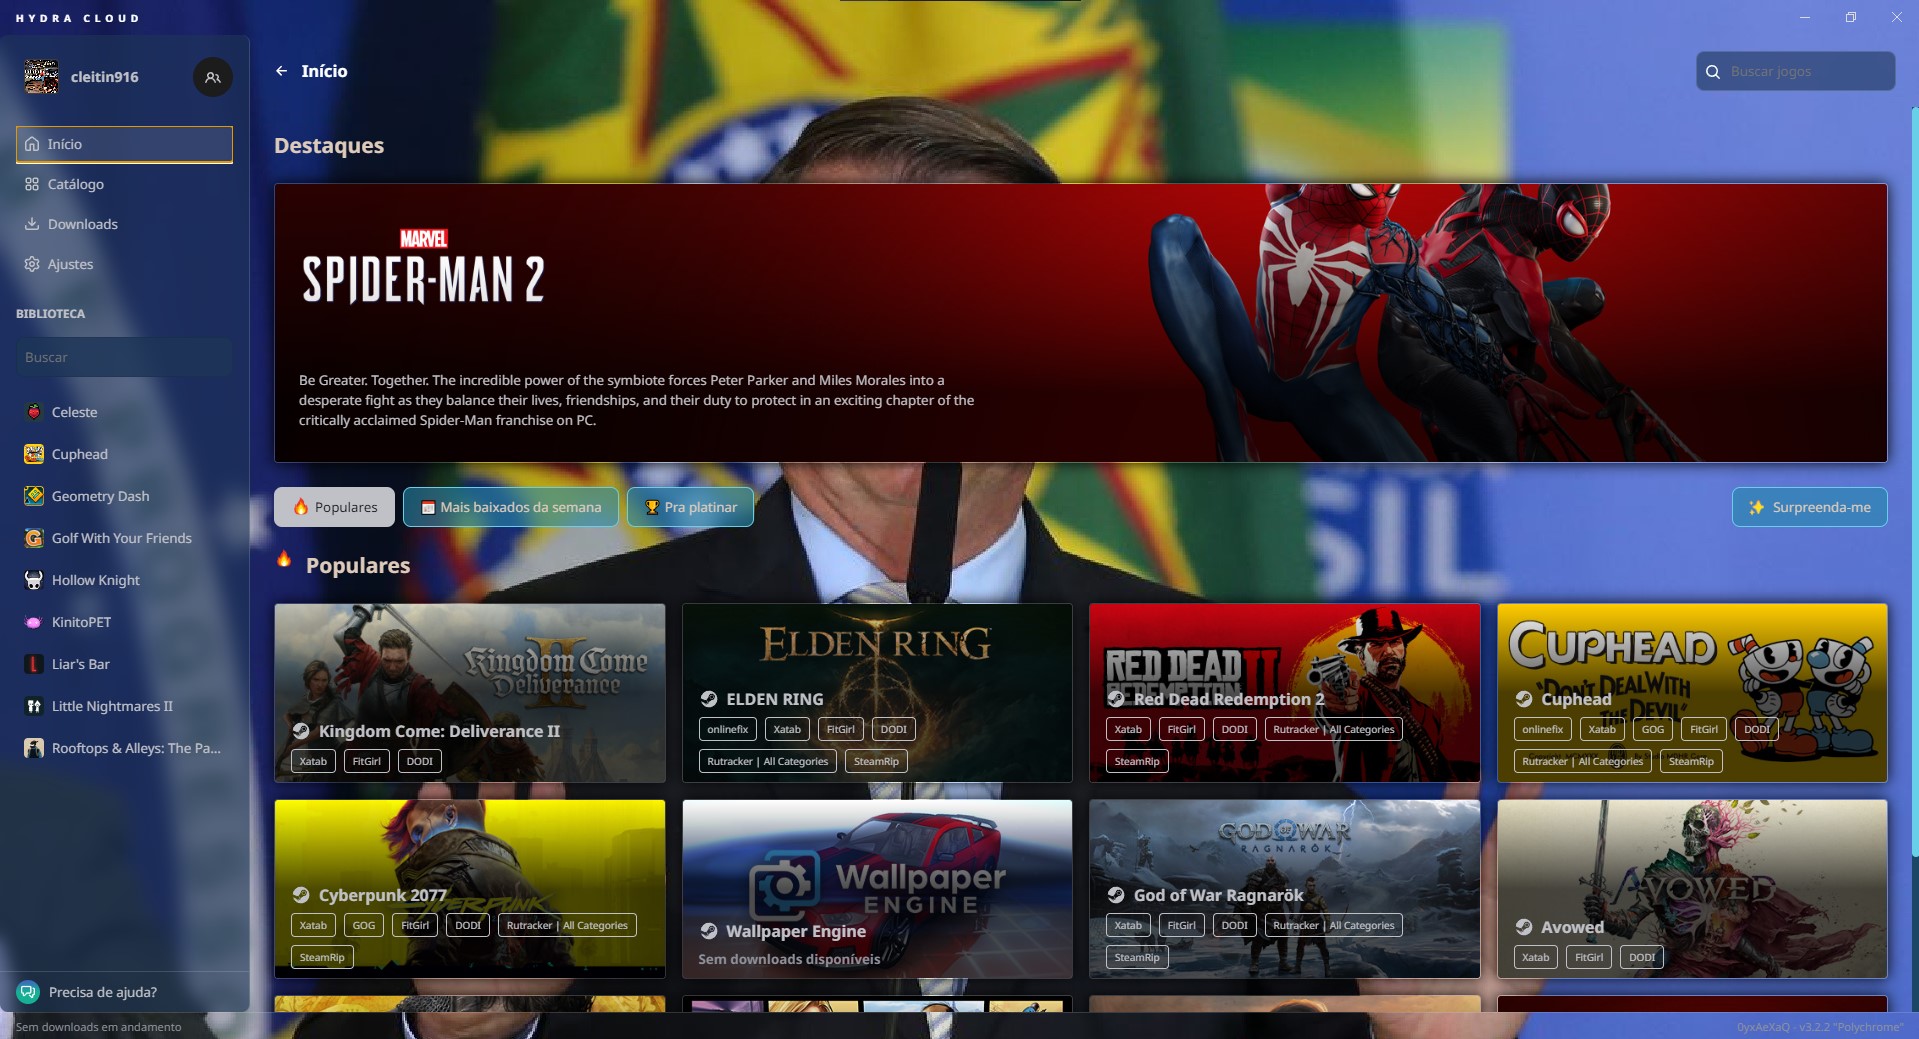 HYDRA CLOUD
cleitin916
Início
Catálogo
Downloads
Ajustes
BIBLIOTECA
Buscar
Celeste
Cuphead
Geometry Dash
Golf With Your Friends
Hollow Knight
KinitoPET
Liar's Bar
Little Nightmares II
Rooftops & Alleys: The Pa...
Precisa de ajuda?
Sem downloads em andamento
Início
Buscar jogos
Destaques
MARVEL
SPIDER-MAN 2
Be Greater. Together. The incredible power of the symbiote forces Peter Parker and Miles Morales into a
desperate fight as they balance their lives, friendships, and their duty to protect in an exciting chapter of the
critically acclaimed Spider-Man franchise on PC.
Populares
Mais baixados da semana
Pra platinar
Surpreenda-me
SIL
Populares
Kingdom Come
Deliverance II
Kingdom Come: Deliverance II
Xatab FitGirl DODI
ELDEN RING
ELDEN RING
onlinefix Xatab FitGirl DODI
Rutracker | All Categories SteamRip
RED DEAD
REDEMPTION II
Red Dead Redemption 2
Xatab FitGirl DODI Rutracker | All Categories
SteamRip
CUPHEAD
"DON'T DEAL WITH
THE DEVIL"
Cuphead
onlinefix Xatab GOG FitGirl DODI
Rutracker | All Categories SteamRip
CYBERPUNK
Cyberpunk 2077
Xatab GOG FitGirl DODI Rutracker | All Categories
SteamRip
Wallpaper
ENGINE
Wallpaper Engine
Sem downloads disponíveis
GOD OF WAR
RAGNARÖK
God of War Ragnarök
Xatab FitGirl DODI Rutracker | All Categories
SteamRip
AVOWED
Avowed
Xatab FitGirl DODI
0yxAeXaQ - v3.2.2 "Polychrome"